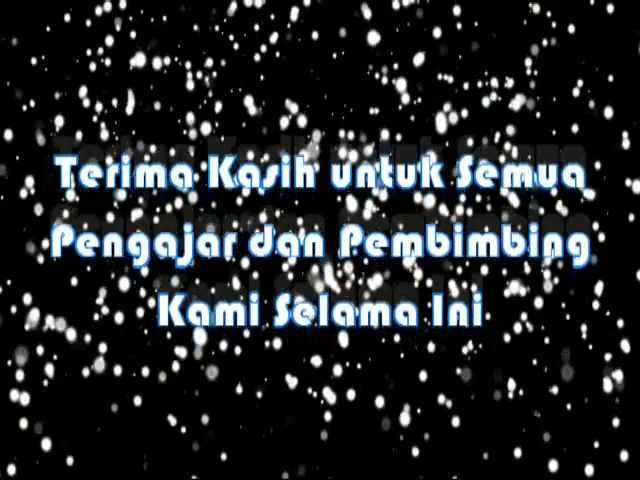 Terima Kasih untuk Semua
Pengajar dan Pembimbing
Kami Selama Ini